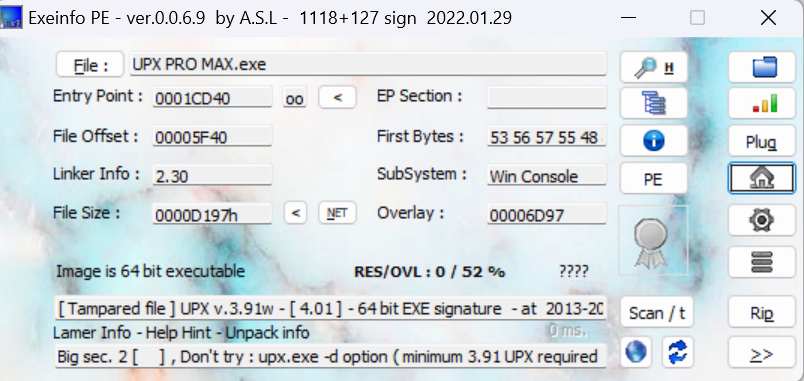 Exeinfo PE - ver.0.0.6.9 by A.S.L - 1118+127 sign 2022.01.29
File : UPX PRO MAX.exe H
Entry Point : 0001CD40 oo < EP Section :
File Offset : 00005F40 First Bytes : 53 56 57 55 48 Plug
Linker Info : 2.30 SubSystem : Win Console PE
File Size : 0000D197h < NET Overlay : 00006D97
Image is 64 bit executable RES/OVL : 0 / 52 % ????
[ Tampared file ] UPX v.3.91w - [ 4.01 ] - 64 bit EXE signature - at 2013-20 Scan / t Rip
Lamer Info - Help Hint - Unpack info 0 ms.
Big sec. 2 [ ] , Don't try : upx.exe -d option ( minimum 3.91 UPX required >>